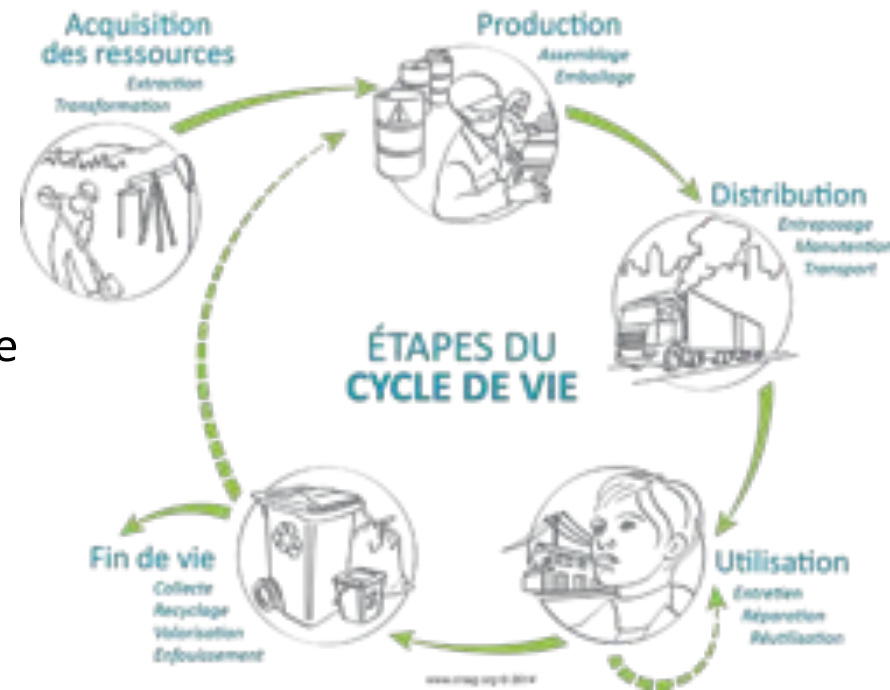 Acquisition
des ressources
Extraction
Transformation
Production
Assemblage
Emballage
Distribution
Entreposage
Manutention
Transport
e
ÉTAPES DU
CYCLE DE VIE
Utilisation
Entretien
Réparation
Réutilisation
Fin de vie
Collecte
Recyclage
Valorisation
Enfouissement